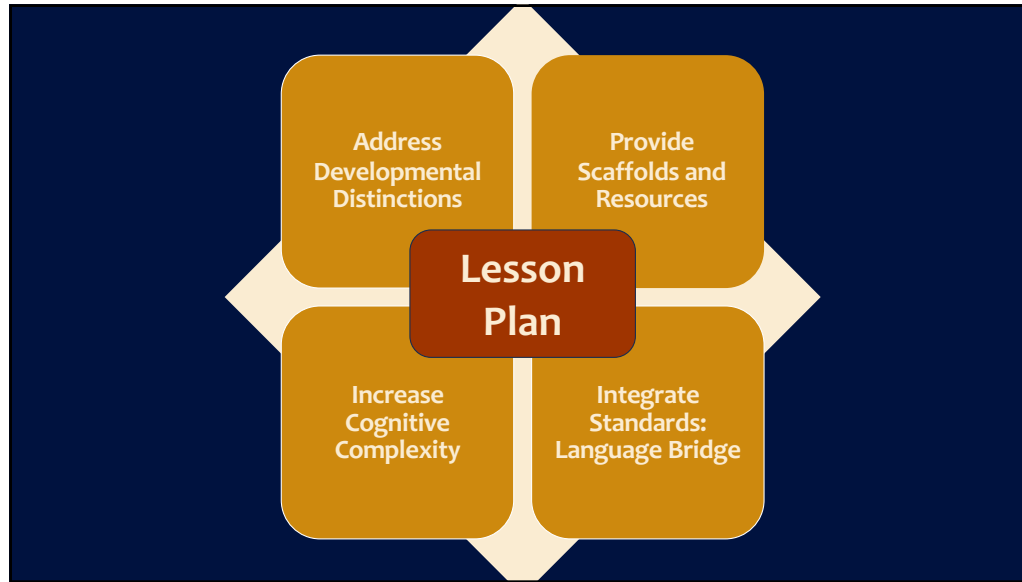 Address
Developmental
Distinctions
Provide
Scaffolds and
Resources
Lesson
Plan
Increase
Cognitive
Complexity
Integrate
Standards:
Language Bridge